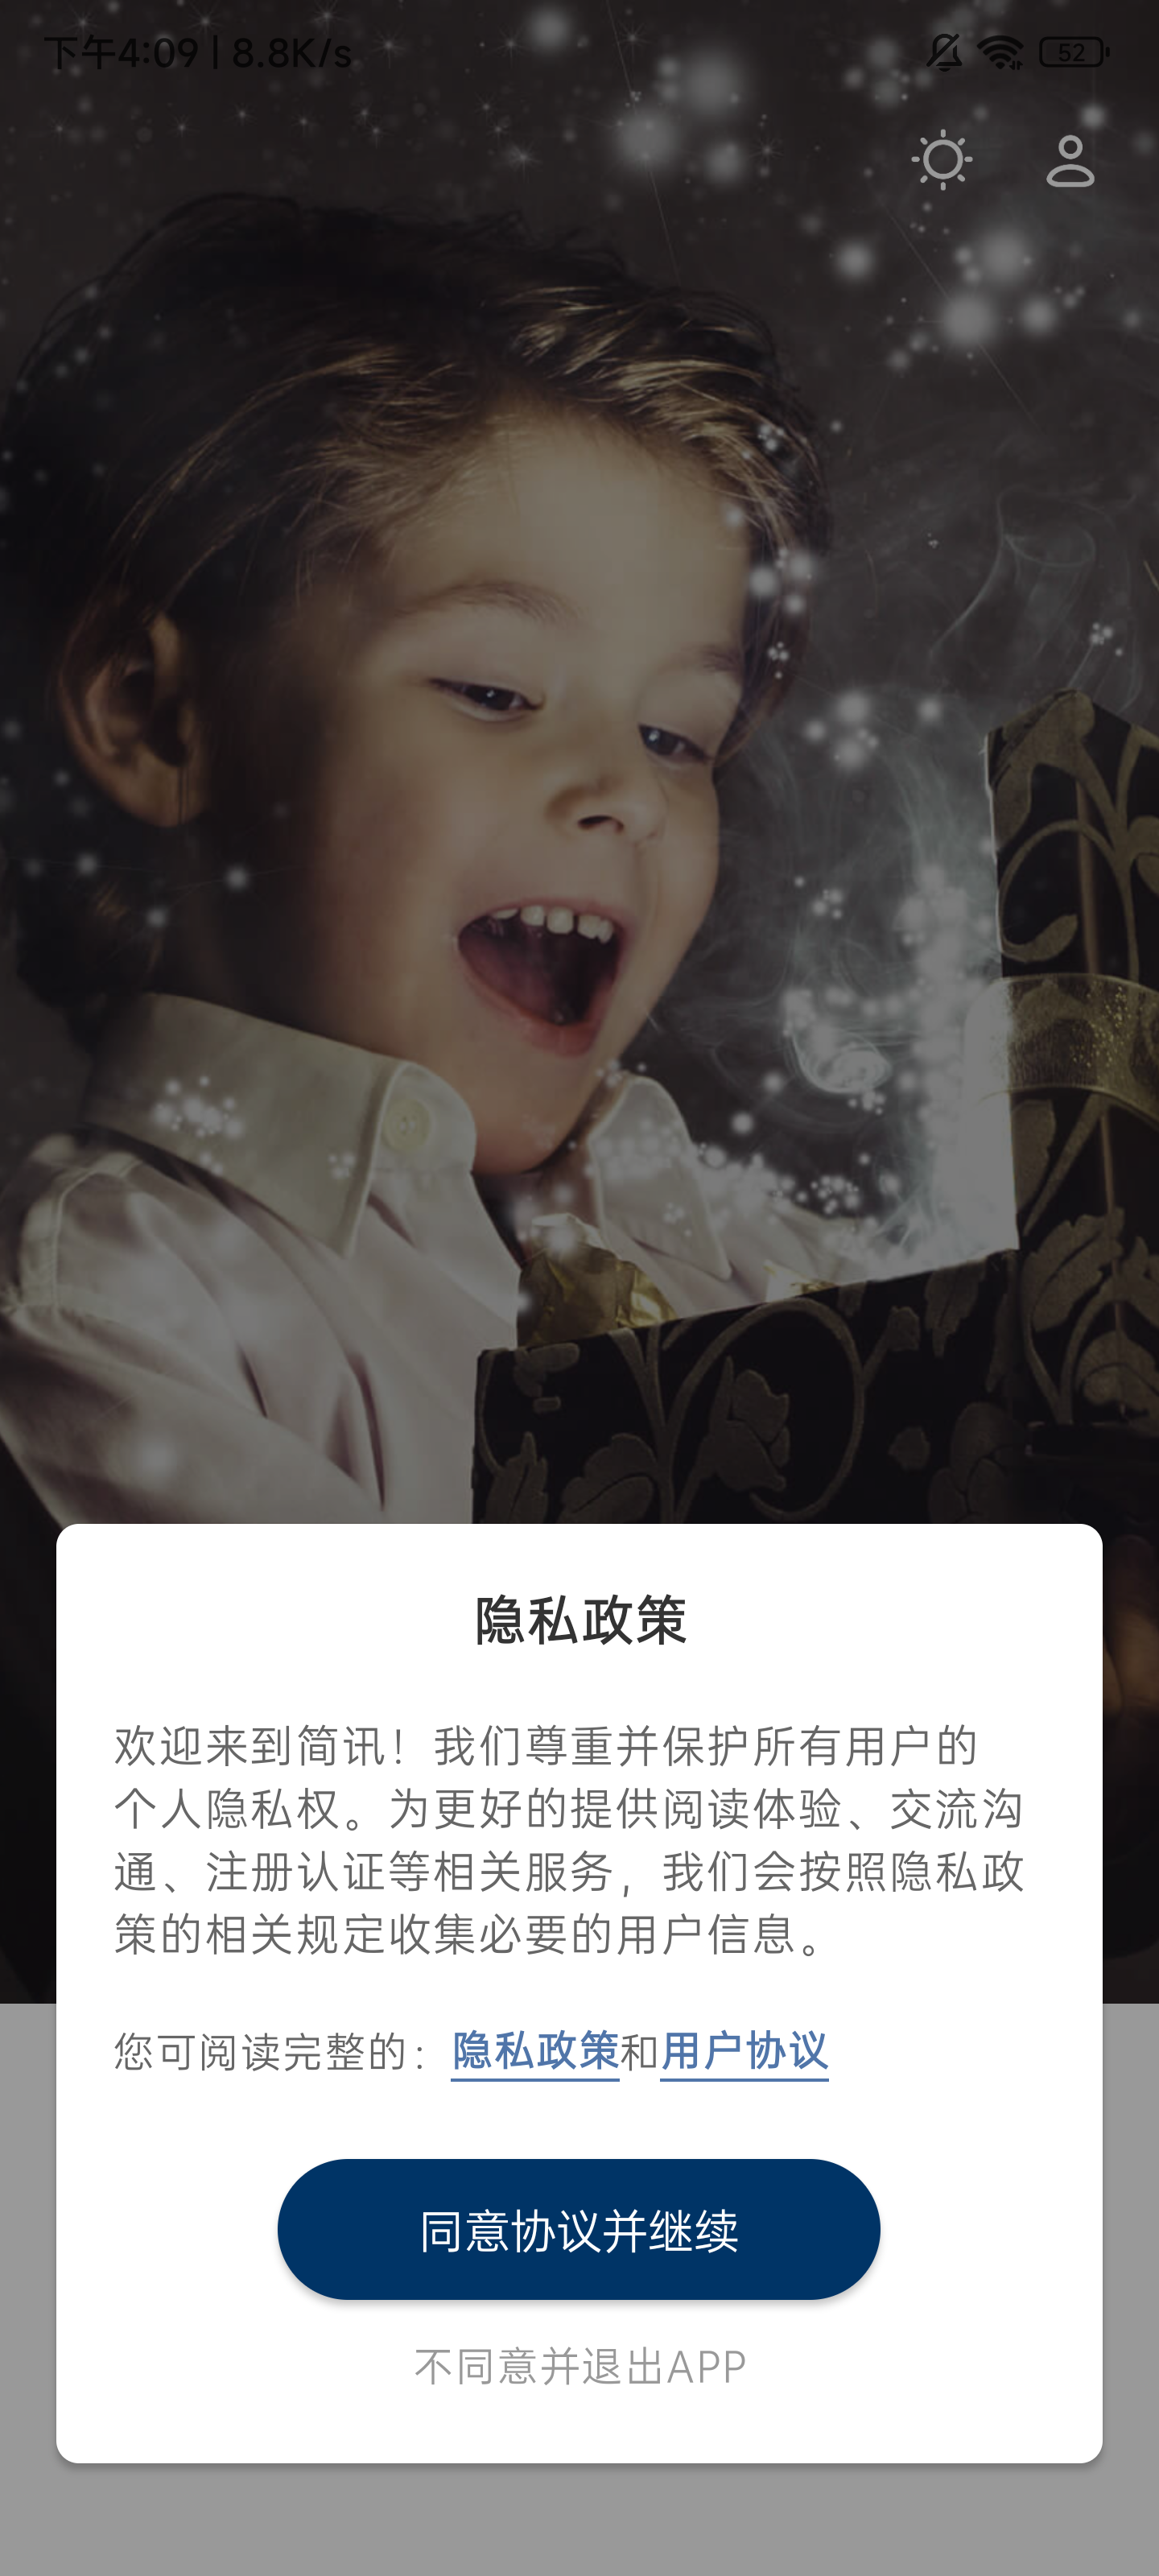 下午4:09 | 8.8K/s
52
隐私政策
欢迎来到简讯！我们尊重并保护所有用户的
个人隐私权。为更好的提供阅读体验、交流沟
通、注册认证等相关服务，我们会按照隐私政
策的相关规定收集必要的用户信息。
您可阅读完整的：隐私政策和用户协议
同意协议并继续
不同意并退出APP